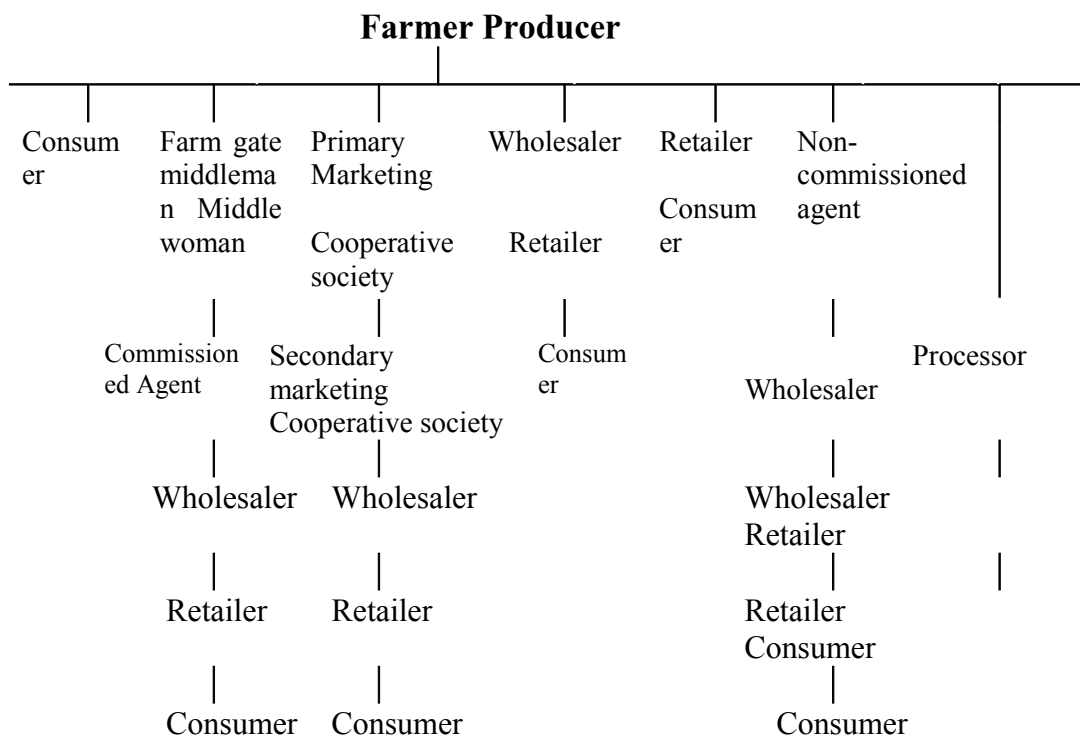 Farmer Producer
Consum
er
Farm gate
middlema
n Middle
woman
Primary
Marketing
Cooperative
society
Wholesaler
Retailer
Retailer
Consum
er
Non-
commissioned
agent
Commission
ed Agent
Secondary
marketing
Cooperative society
Consum
er
Wholesaler
Processor
Wholesaler
Wholesaler
Wholesaler
Retailer
Retailer
Retailer
Retailer
Consumer
Consumer
Consumer
Consumer